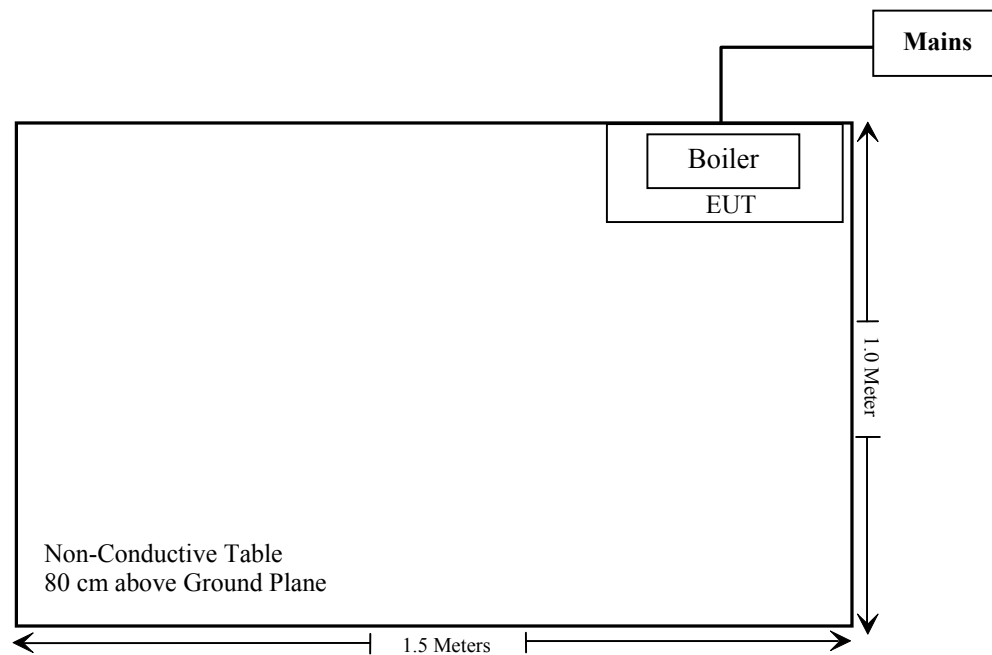 Mains
Boiler
EUT
1.0 Meter
Non-Conductive Table
80 cm above Ground Plane
1.5 Meters